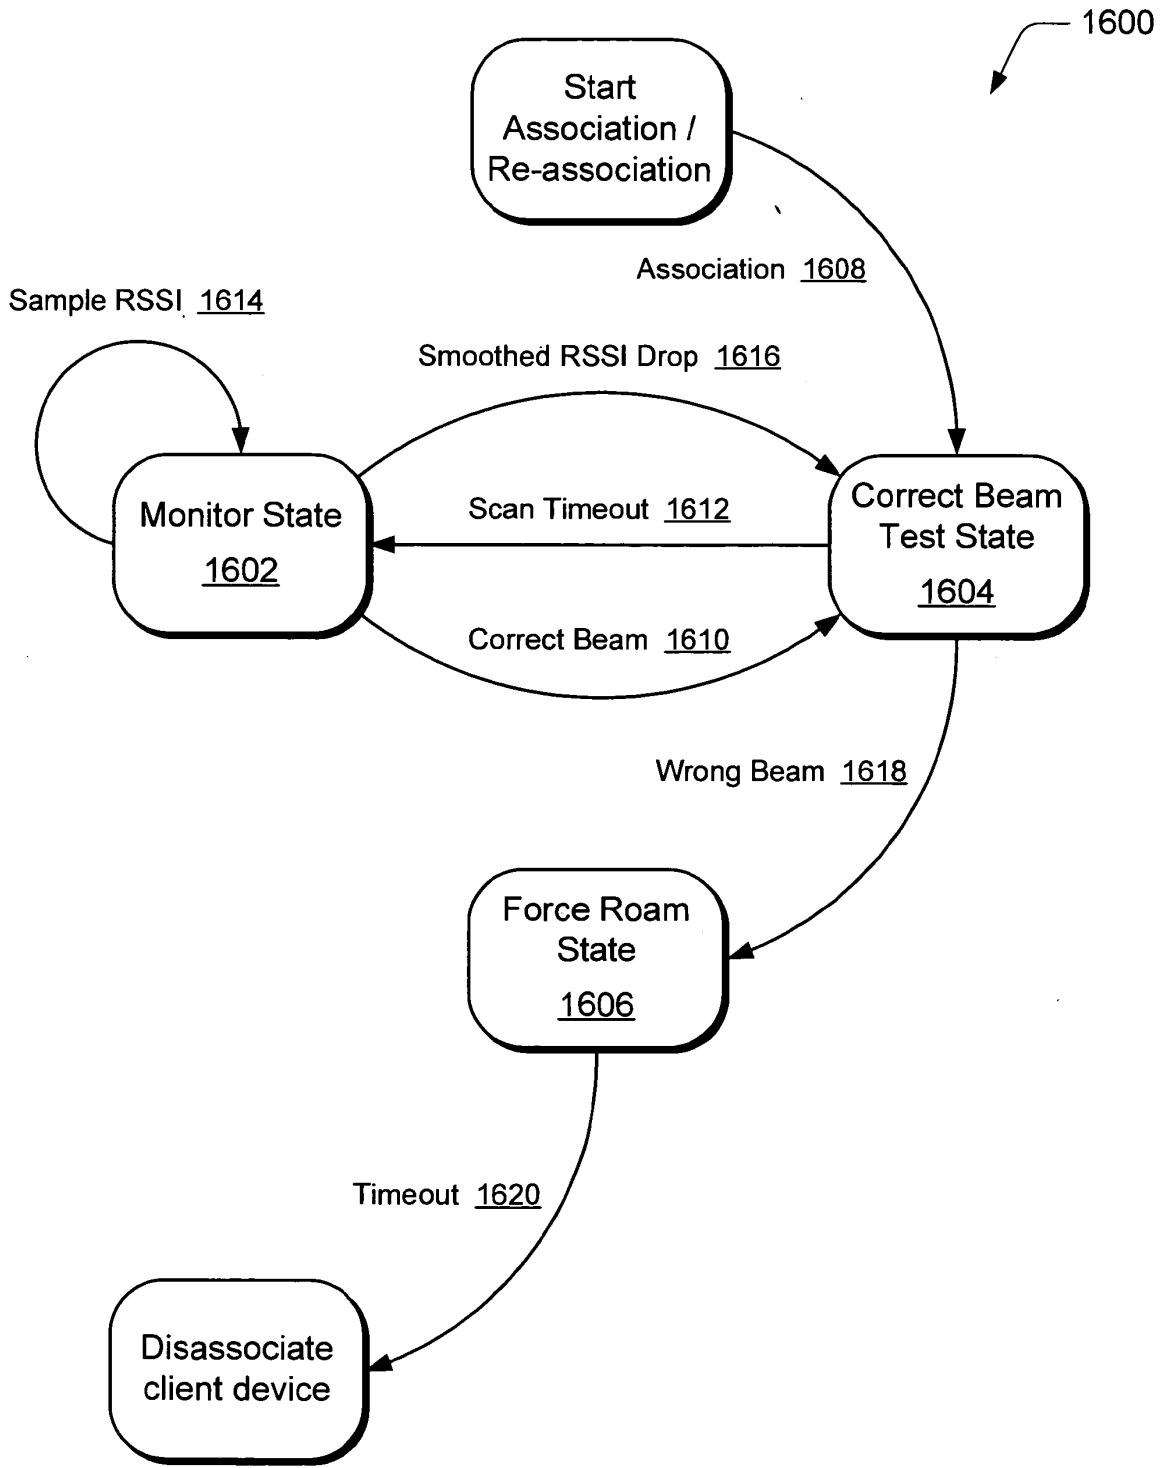 1600
Start
Association /
Re-association
Association 1608
Sample RSSI 1614
Smoothed RSSI Drop 1616
Monitor State
1602
Scan Timeout 1612
Correct Beam
Test State
1604
Correct Beam 1610
Wrong Beam 1618
Force Roam
State
1606
Timeout 1620
Disassociate
client device